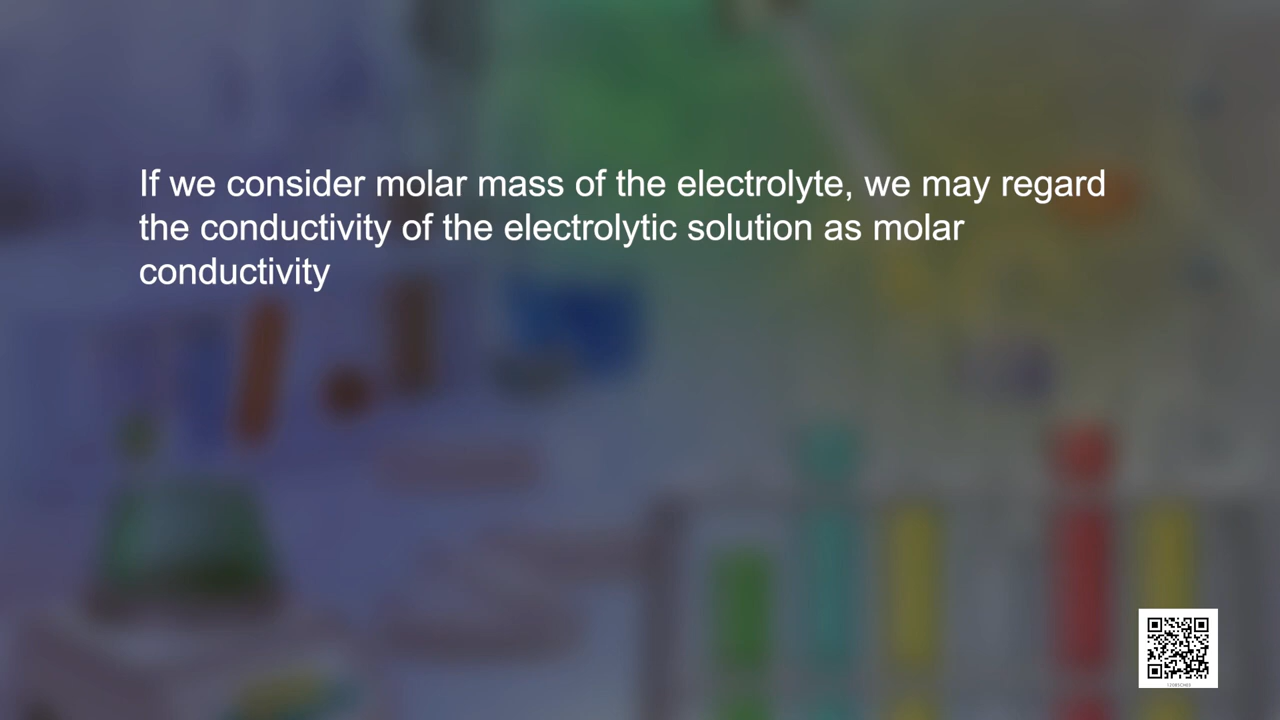 If we consider molar mass of the electrolyte, we may regard
the conductivity of the electrolytic solution as molar
conductivity